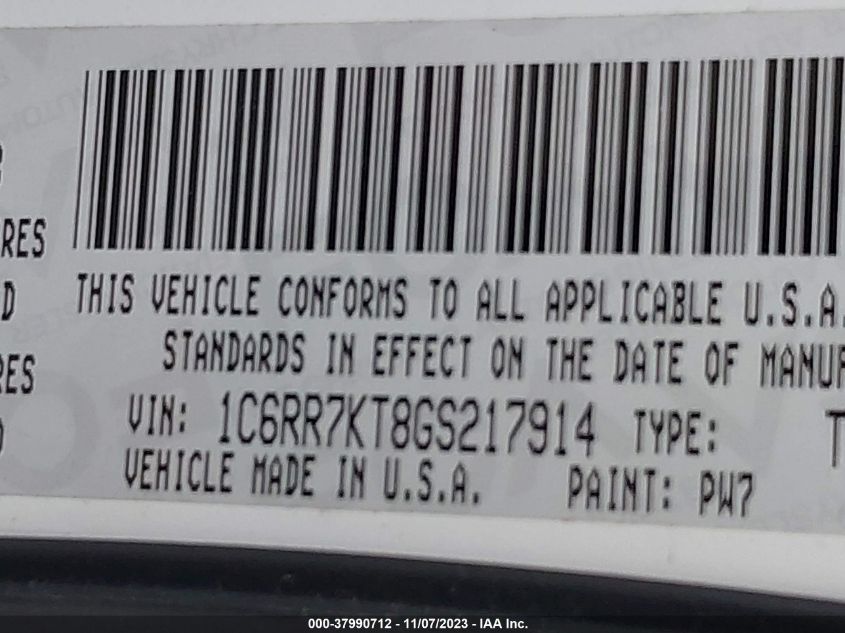 RES
D
RES
THIS VEHICLE CONFORMS TO ALL APPLICABLE U.S.A.
STANDARDS IN EFFECT ON THE DATE OF MANUF
VIN: 1C6RR7KT8GS217914 TYPE: T
VEHICLE MADE IN U.S.A. PAINT: PW7
000-37990712 - 11/07/2023 - IAA Inc.